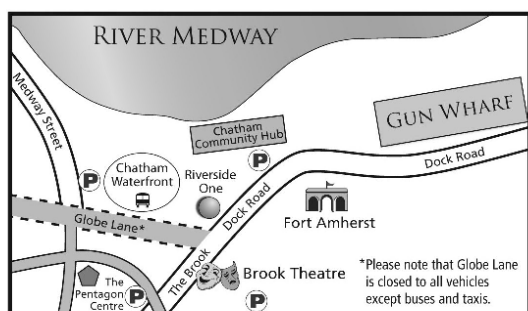 RIVER MEDWAY
Medway Street
GUN WHARF
Chatham
Community Hub
P
Dock Road
P
Chatham
Waterfront
Riverside
One
Dock Road
Fort Amherst
Globe Lane*
The Brook
Brook Theatre
The
Pentagon
Centre
P
P
*Please note that Globe Lane
is closed to all vehicles
except buses and taxis.